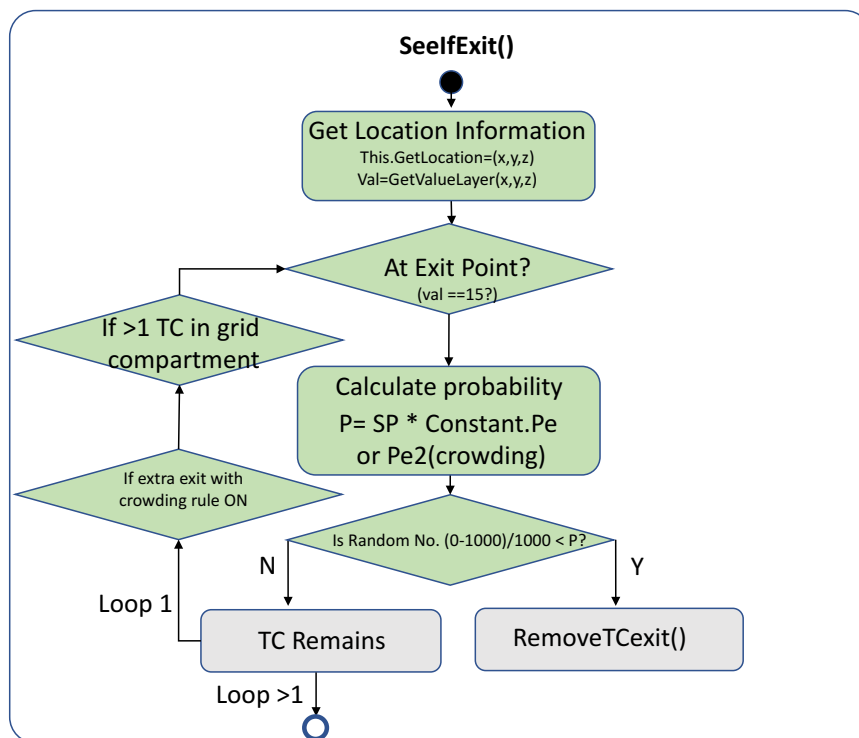 SeeIfExit()
Get Location Information
This.GetLocation=(x,y,z)
Val=GetValueLayer(x,y,z)
At Exit Point?
(val ==15?)
If >1 TC in grid
compartment
Calculate probability
P= SP * Constant.Pe
or Pe2(crowding)
If extra exit with
crowding rule ON
Is Random No. (0-1000)/1000 < P?
N
Y
Loop 1
TC Remains
RemoveTCexit()
Loop >1